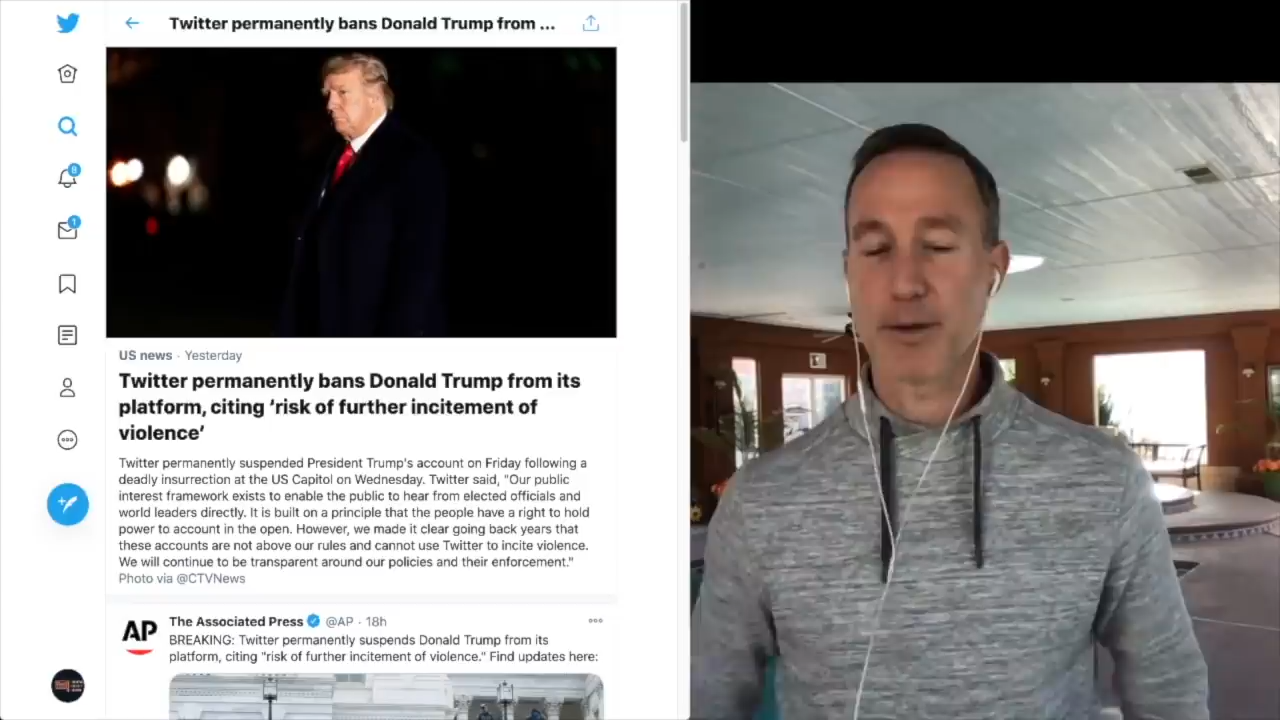 Twitter permanently bans Donald Trump from ...
8
1
US news · Yesterday
Twitter permanently bans Donald Trump from its
platform, citing ‘risk of further incitement of
violence’
Twitter permanently suspended President Trump's account on Friday following a
deadly insurrection at the US Capitol on Wednesday. Twitter said, "Our public
interest framework exists to enable the public to hear from elected officials and
world leaders directly. It is built on a principle that the people have a right to hold
power to account in the open. However, we made it clear going back years that
these accounts are not above our rules and cannot use Twitter to incite violence.
We will continue to be transparent around our policies and their enforcement."
Photo via @CTVNews
AP
The Associated Press @AP · 18h
BREAKING: Twitter permanently suspends Donald Trump from its
platform, citing "risk of further incitement of violence." Find updates here: